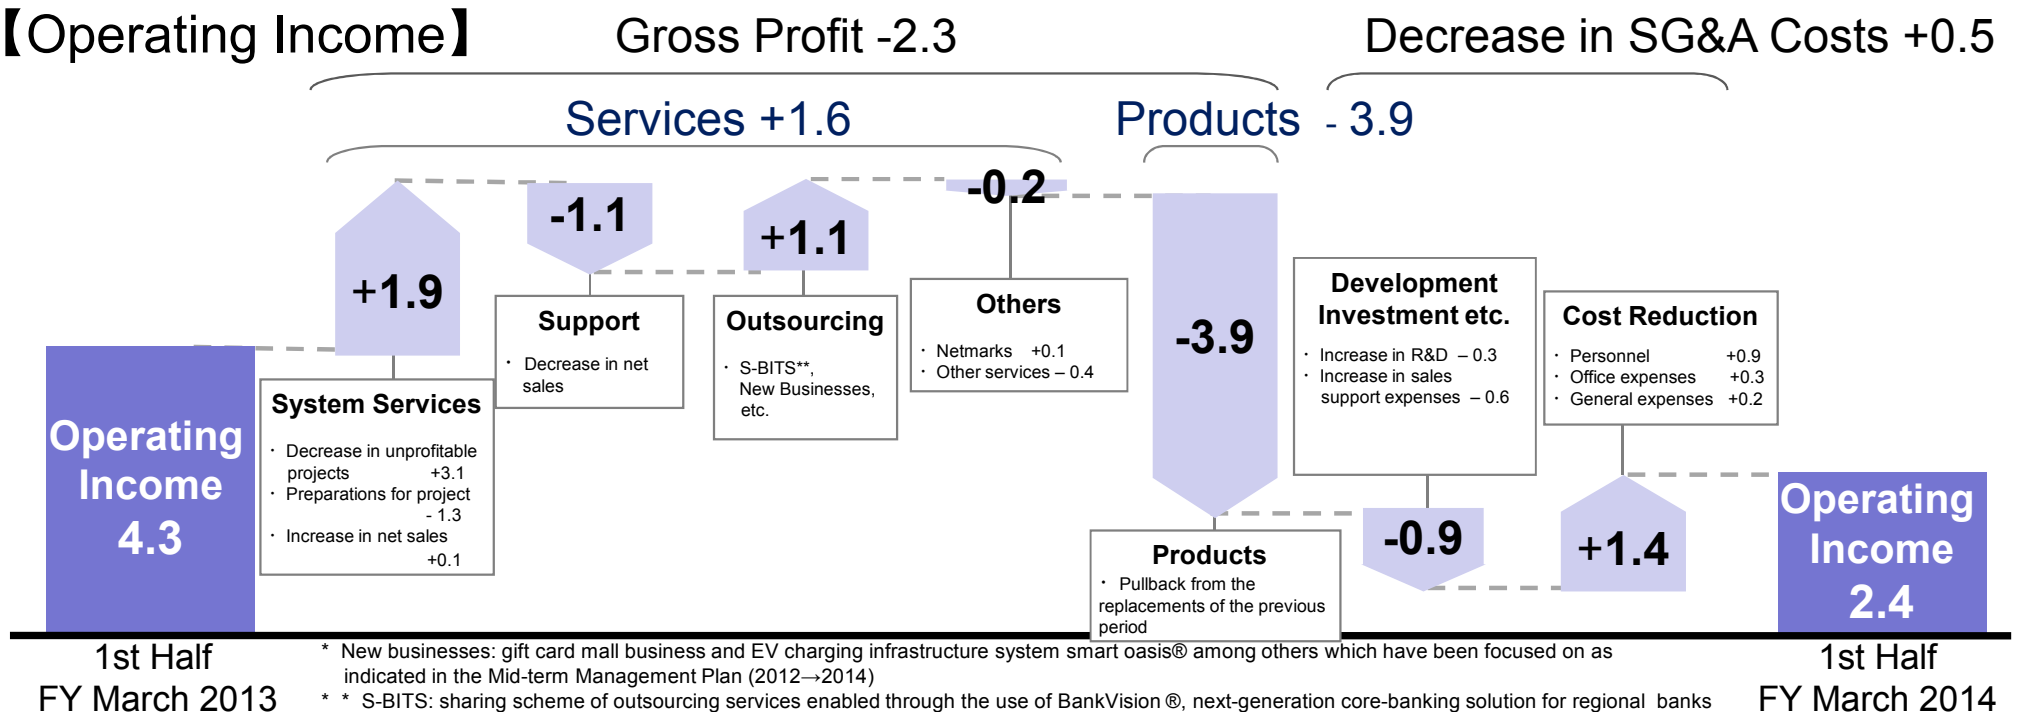 【Operating Income】
Gross Profit -2.3
Decrease in SG&A Costs +0.5
Services +1.6
Products - 3.9
+1.9
-1.1
+1.1
-0.2
-3.9
-0.9
+1.4
Operating
Income
4.3
System Services
・ Decrease in unprofitable
projects +3.1
・ Preparations for project
- 1.3
・ Increase in net sales
+0.1
Support
・ Decrease in net
sales
Outsourcing
・ S-BITS**,
New Businesses,
etc.
Others
・ Netmarks +0.1
・ Other services – 0.4
Products
・ Pullback from the
replacements of the previous
period
Development
Investment etc.
・ Increase in R&D – 0.3
・ Increase in sales
support expenses – 0.6
Cost Reduction
・ Personnel +0.9
・ Office expenses +0.3
・ General expenses +0.2
Operating
Income
2.4
1st Half
FY March 2013
1st Half
FY March 2014
* New businesses: gift card mall business and EV charging infrastructure system smart oasis® among others which have been focused on as
indicated in the Mid-term Management Plan (2012→2014)
* * S-BITS: sharing scheme of outsourcing services enabled through the use of BankVision ®, next-generation core-banking solution for regional banks